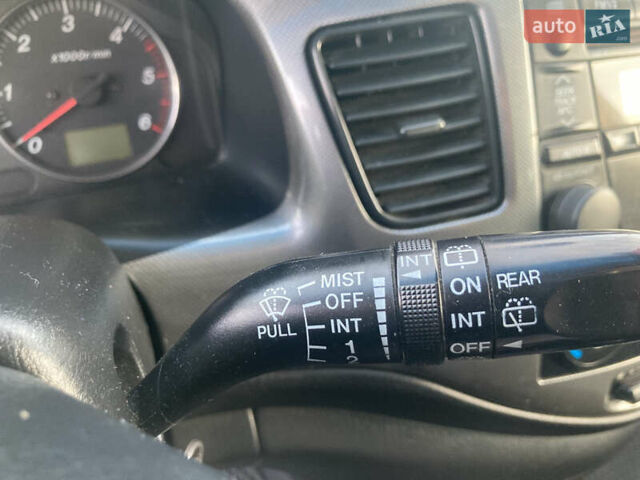 auto RIA
.com
x1000r/min
0
1
2
3
4
5
6
PULL
MIST
OFF
INT
1
2
INT
ON
INT
OFF
REAR